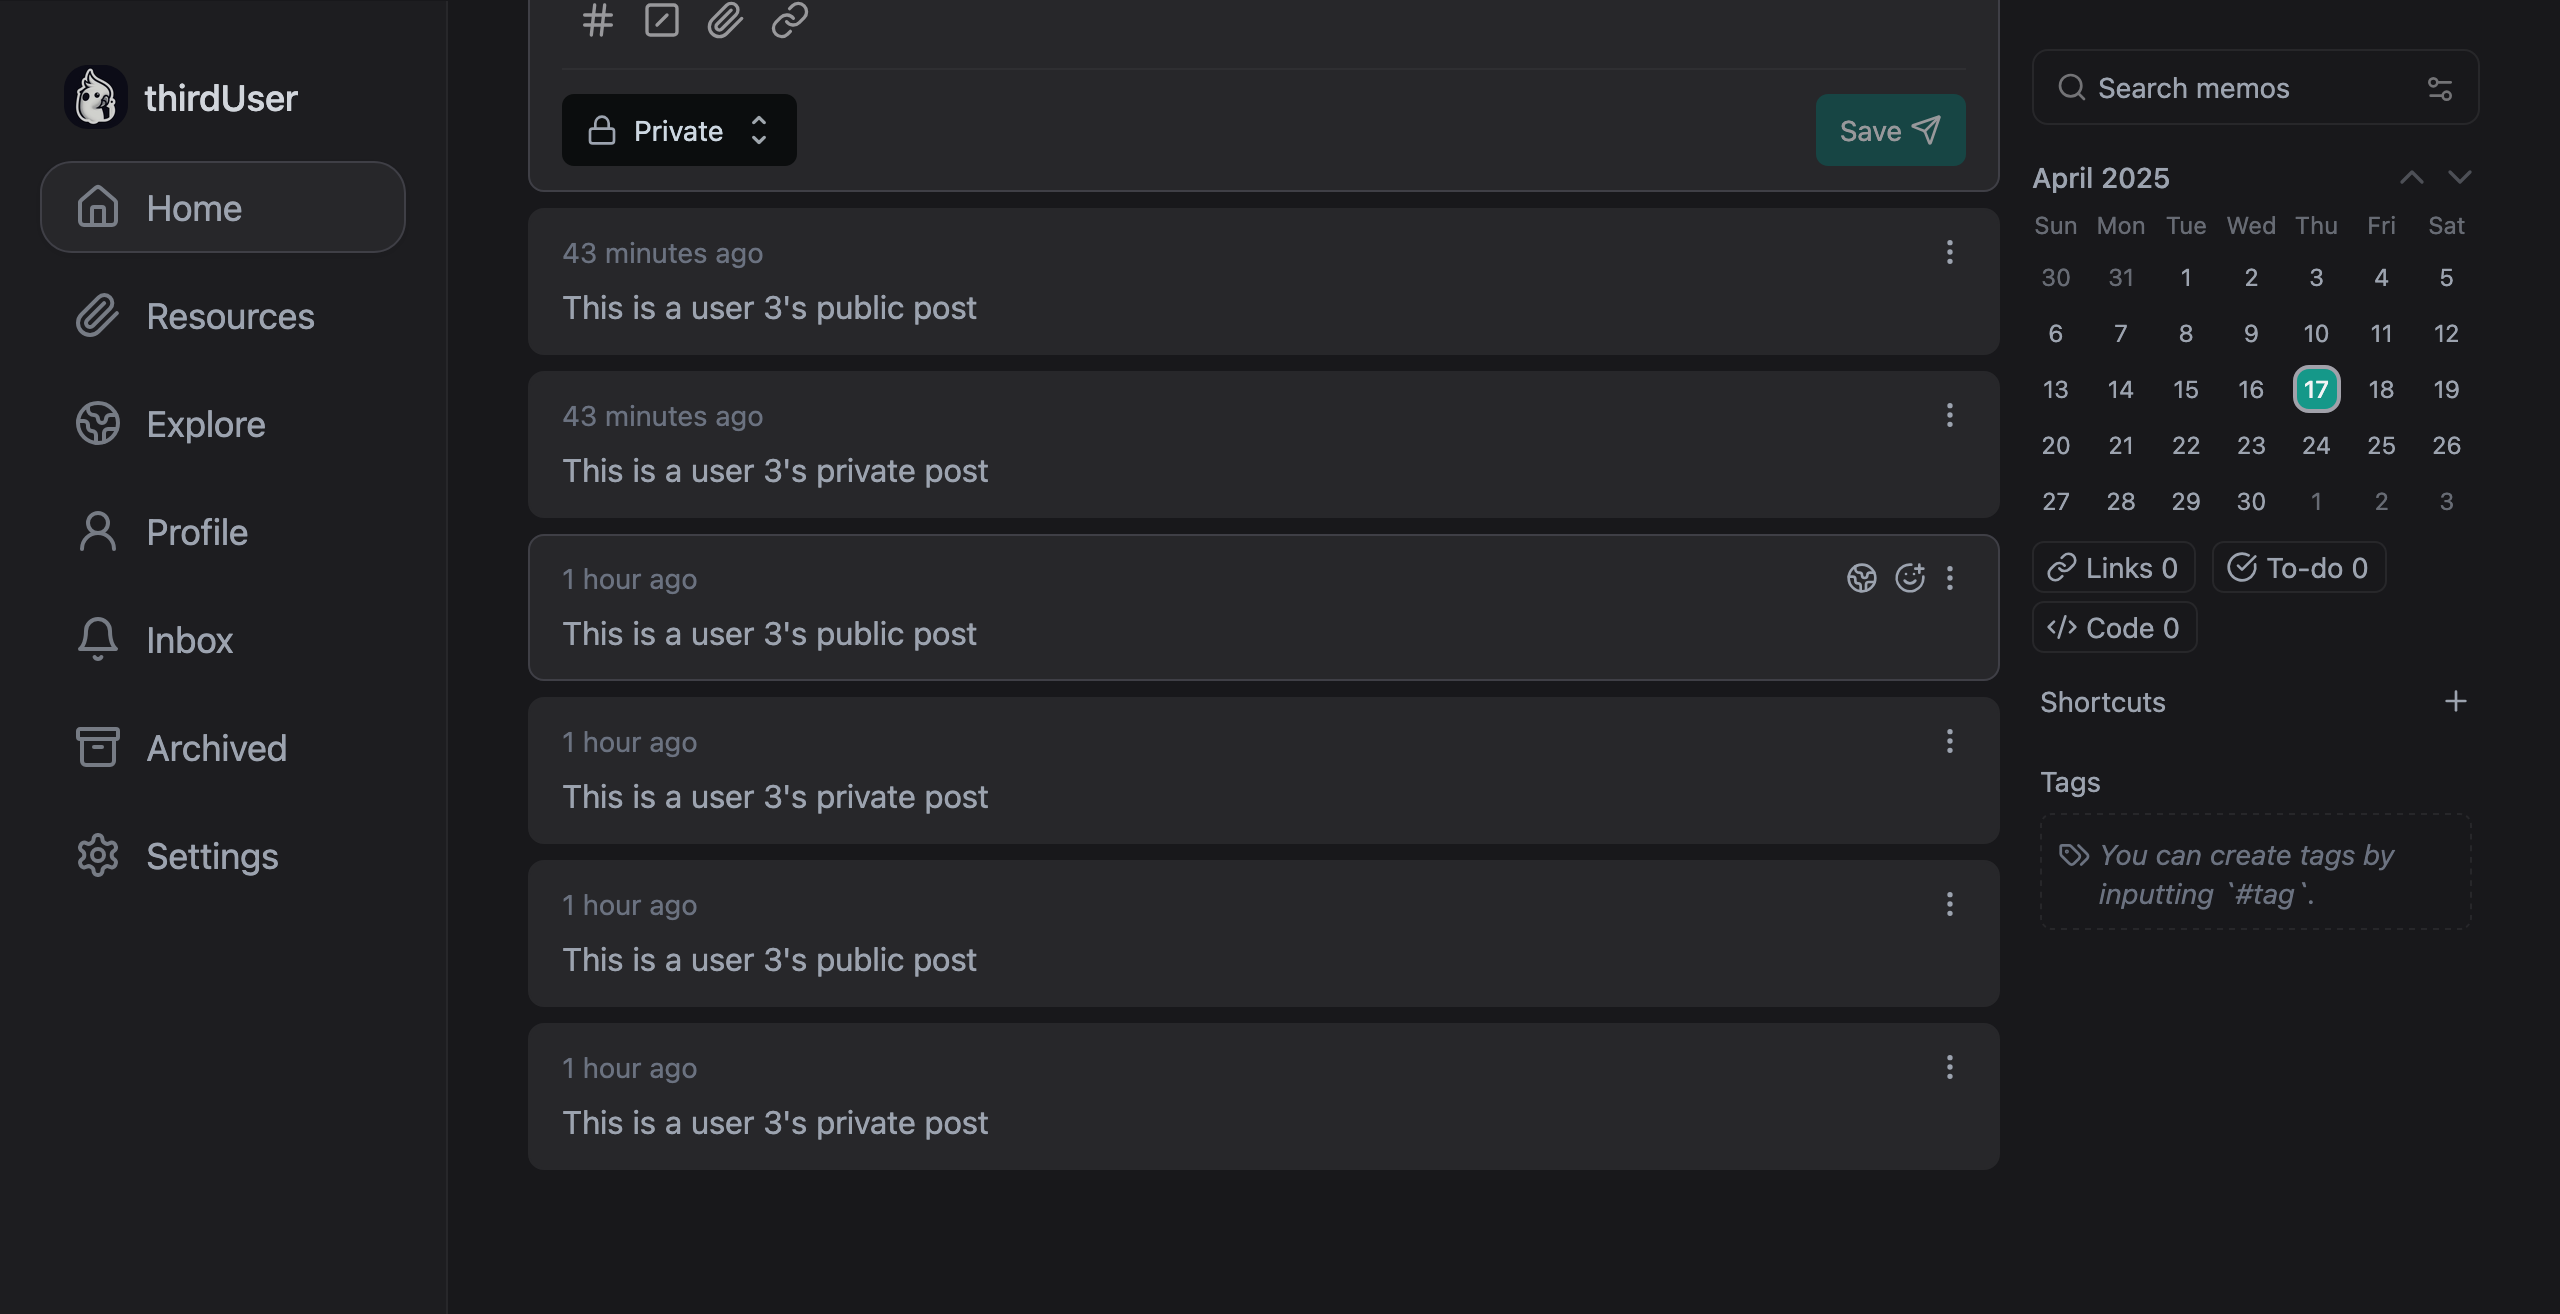 thirdUser
Home
Resources
Explore
Profile
Inbox
Archived
Settings
Private
Save
43 minutes ago
This is a user 3's public post
43 minutes ago
This is a user 3's private post
1 hour ago
This is a user 3's public post
1 hour ago
This is a user 3's private post
1 hour ago
This is a user 3's public post
1 hour ago
This is a user 3's private post
Search memos
April 2025
Sun Mon Tue Wed Thu Fri Sat
30 31 1 2 3 4 5
6 7 8 9 10 11 12
13 14 15 16 17 18 19
20 21 22 23 24 25 26
27 28 29 30 1 2 3
Links 0 To-do 0
Code 0
Shortcuts
Tags
You can create tags by
inputting `#tag`.